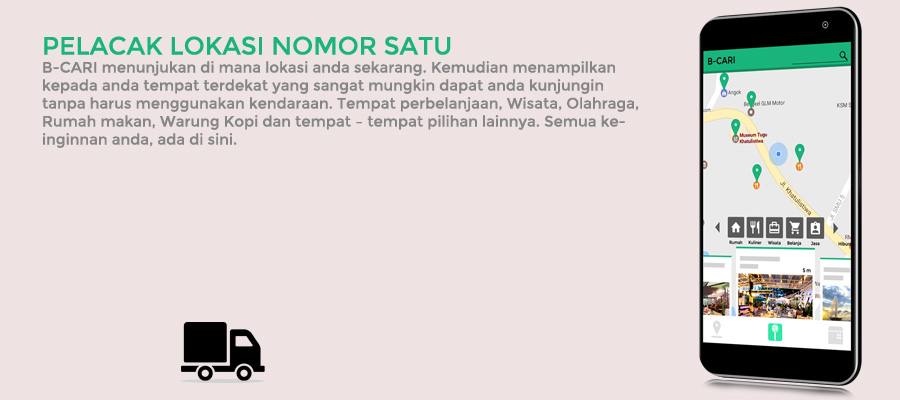 PELACAK LOKASI NOMOR SATU
B-CARI menunjukan di mana lokasi anda sekarang. Kemudian menampilkan
kepada anda tempat terdekat yang sangat mungkin dapat anda kunjungin
tanpa harus menggunakan kendaraan. Tempat perbelanjaan, Wisata, Olahraga,
Rumah makan, Warung Kopi dan tempat – tempat pilihan lainnya. Semua ke-
inginnan anda, ada di sini.
B-CARI
Angok
GLM Motor
KSM
Museum Tugu
Khatulistiwa
Jl. Khatulistiwa
Rumah Kuliner Wisata Belanja Jasa Hibur
5 m